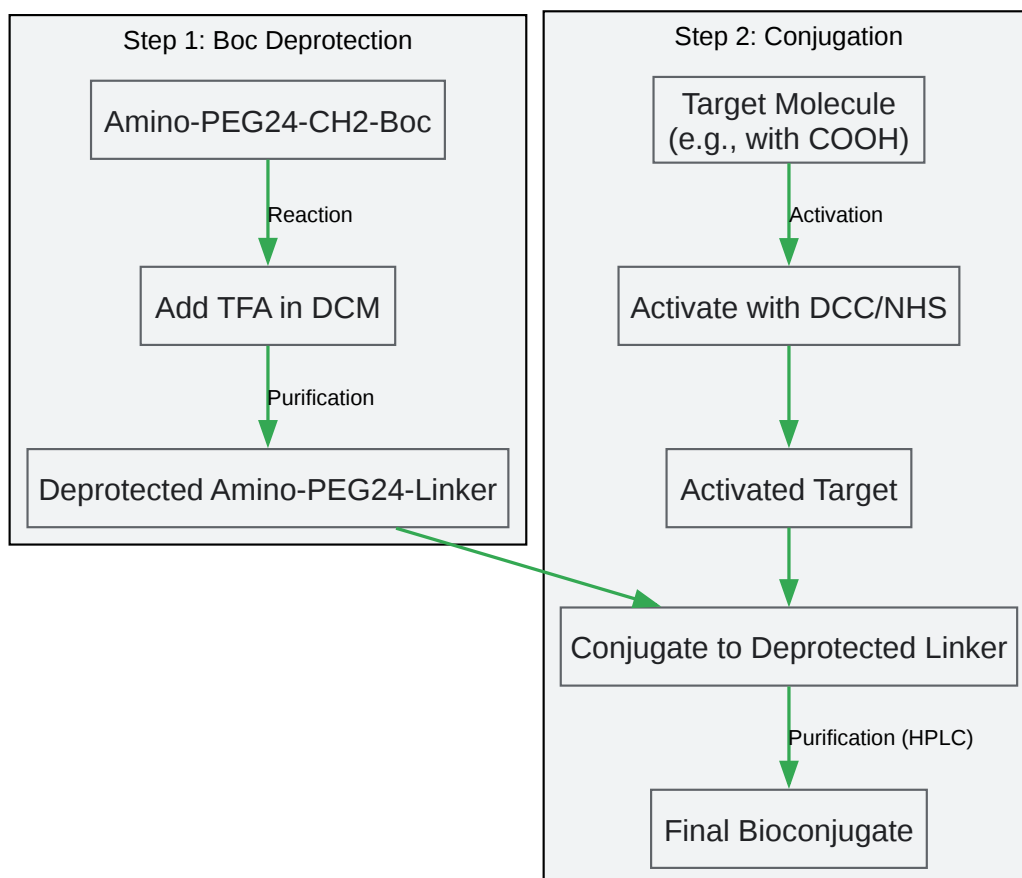 Step 1: Boc Deprotection
Amino-PEG24-CH2-Boc
Reaction
Add TFA in DCM
Purification
Deprotected Amino-PEG24-Linker
Step 2: Conjugation
Target Molecule
(e.g., with COOH)
Activation
Activate with DCC/NHS
Activated Target
Conjugate to Deprotected Linker
Purification (HPLC)
Final Bioconjugate